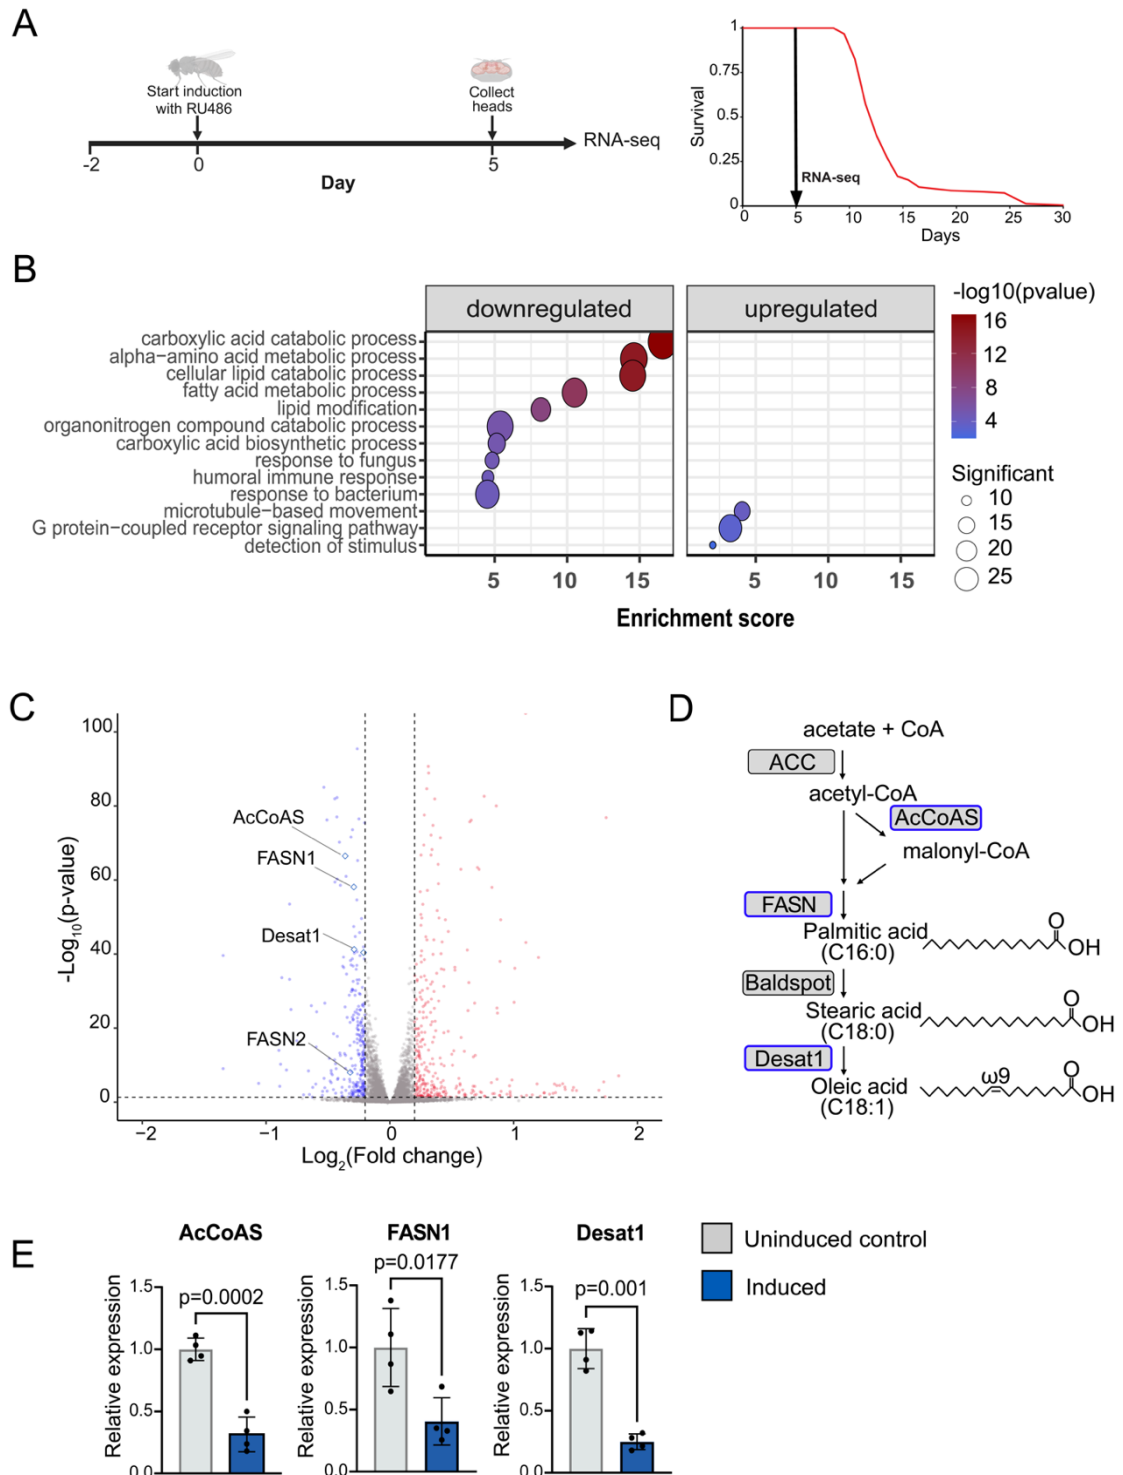 A
Start induction
with RU486
Collect
heads
RNA-seq
-2
0
5
Day
Survival
1
0.75
0.5
0.25
0
RNA-seq
0
5
10
15
20
25
30
Days
B
downregulated
upregulated
carboxylic acid catabolic process
alpha−amino acid metabolic process
cellular lipid catabolic process
fatty acid metabolic process
lipid modification
organonitrogen compound catabolic process
carboxylic acid biosynthetic process
response to fungus
humoral immune response
response to bacterium
microtubule−based movement
G protein−coupled receptor signaling pathway
detection of stimulus
5
10
15
5
10
15
Enrichment score
-log10(pvalue)
16
12
8
4
Significant
10
15
20
25
C
-Log10(p-value)
100
80
60
40
20
0
AcCoAS
FASN1
Desat1
FASN2
−2
−1
0
1
2
Log2(Fold change)
D
acetate + CoA
ACC
acetyl-CoA
AcCoAS
malonyl-CoA
FASN
Palmitic acid
(C16:0)
O
OH
Baldspot
Stearic acid
(C18:0)
O
OH
Desat1
Oleic acid
(C18:1)
ω9
O
OH
E
AcCoAS
p=0.0002
Relative expression
1.5
1.0
0.5
0.0
FASN1
p=0.0177
Relative expression
1.5
1.0
0.5
0.0
Desat1
p=0.001
Relative expression
1.5
1.0
0.5
0.0
Uninduced control
Induced